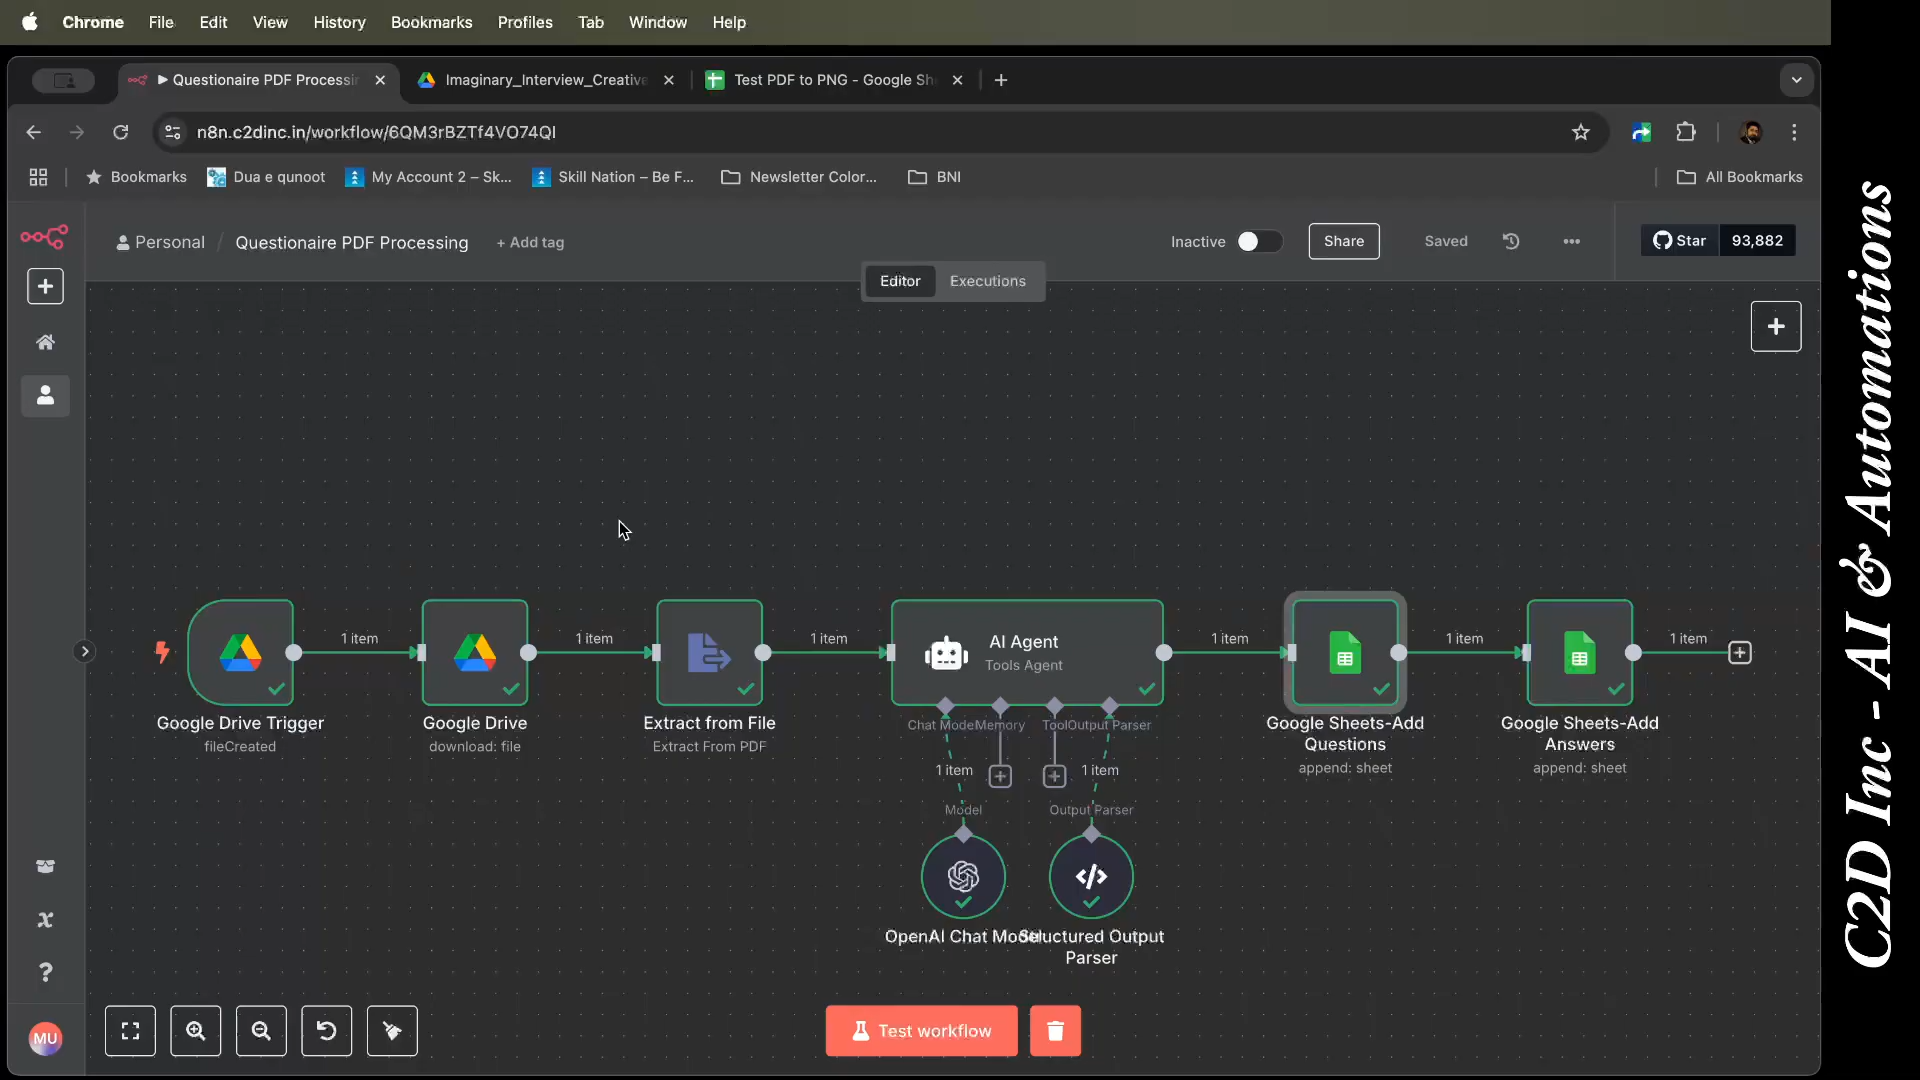 Chrome File Edit View History Bookmarks Profiles Tab Window Help
Questionaire PDF Processi
Imaginary_Interview_Creative
Test PDF to PNG - Google Sh
n8n.c2dinc.in/workflow/6QM3rBZTf4VO74QI
Bookmarks
Dua e qunoot
My Account 2 – Sk...
Skill Nation – Be F...
Newsletter Color...
BNI
All Bookmarks
Personal / Questionaire PDF Processing + Add tag
Inactive
Share
Saved
Star 93,882
Editor Executions
1 item
1 item
1 item
1 item
1 item
1 item
AI Agent
Tools Agent
Google Drive Trigger
fileCreated
Google Drive
download: file
Extract from File
Extract From PDF
Chat Model
Memory
Tool
Output Parser
Google Sheets-Add
Questions
append: sheet
Google Sheets-Add
Answers
append: sheet
1 item
1 item
Model
Output Parser
OpenAI Chat Model
Structured Output
Parser
MU
Test workflow
C2D Inc - AI & Automations